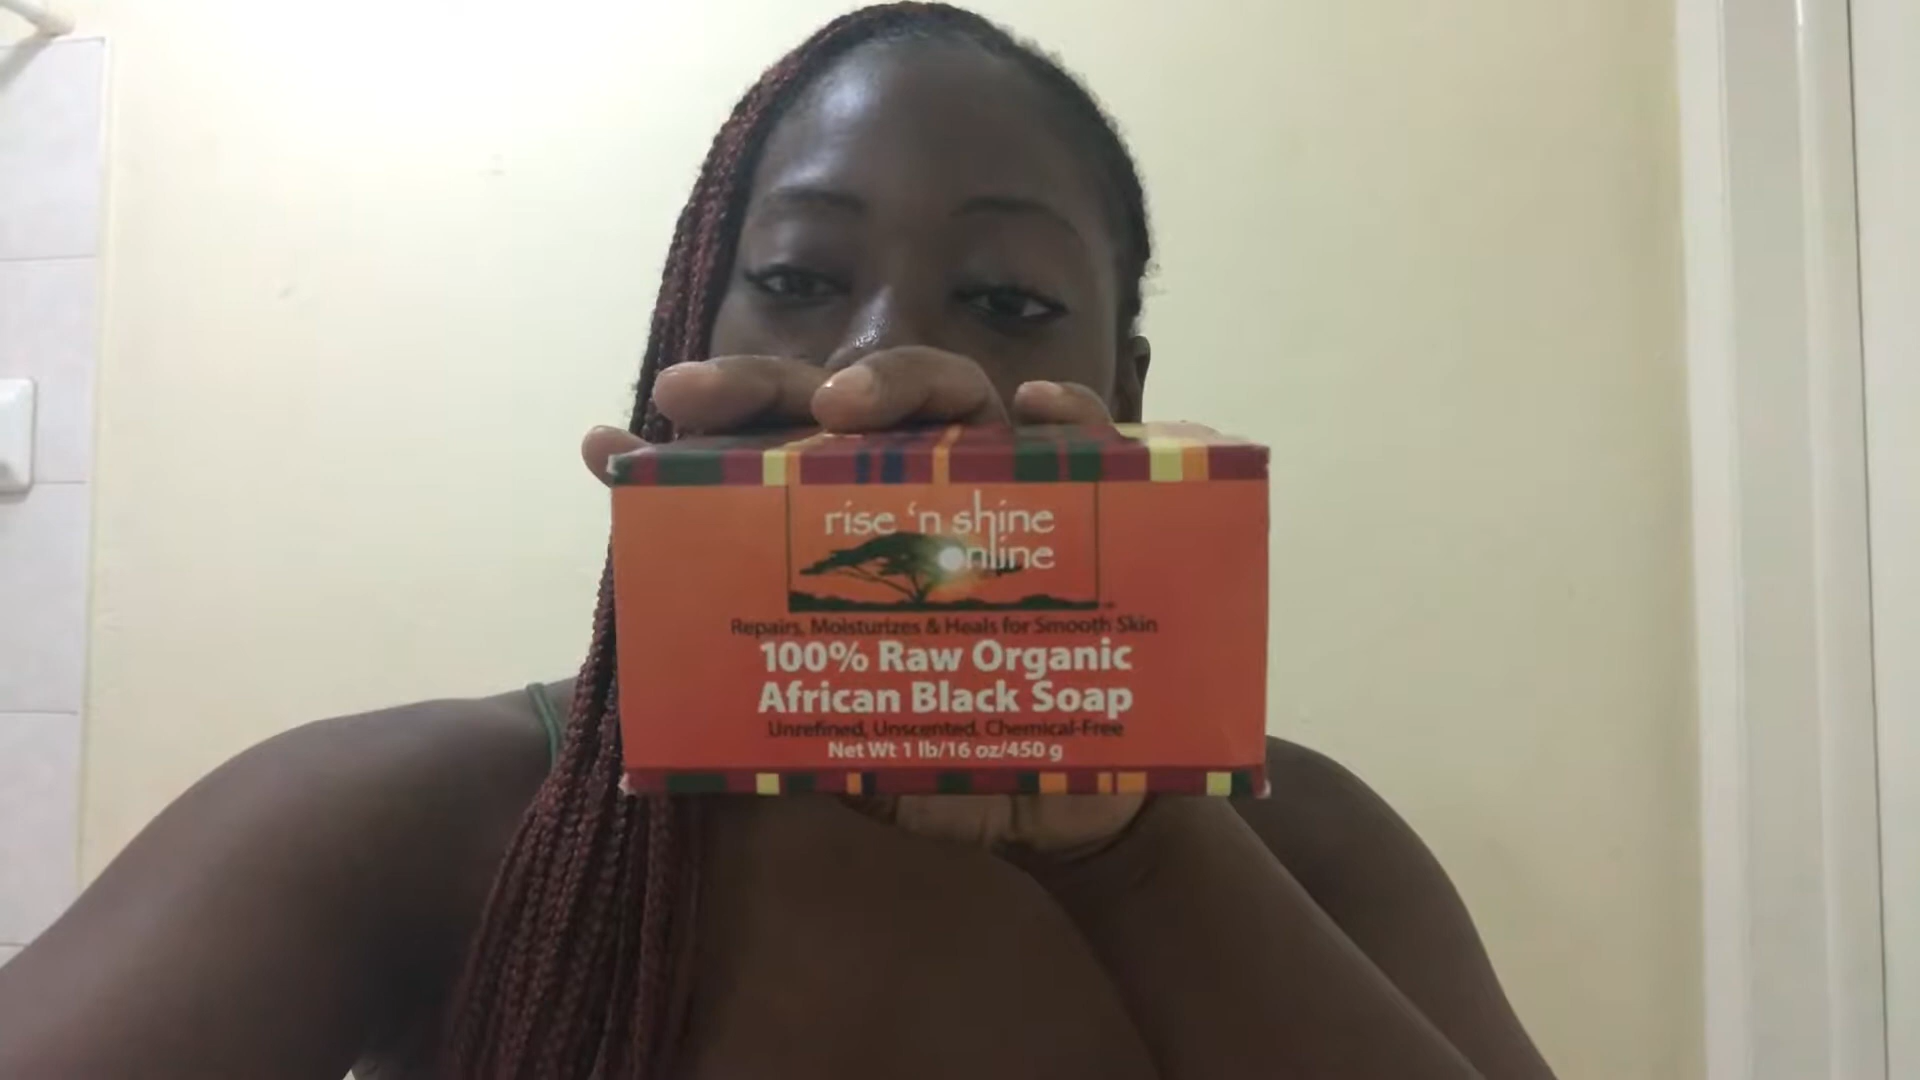 rise 'n shine
online
Repairs, Moisturizes & Heals for Smooth Skin
100% Raw Organic
African Black Soap
Unrefined, Unscented, Chemical-Free
Net Wt 1 lb/16 oz/450 g